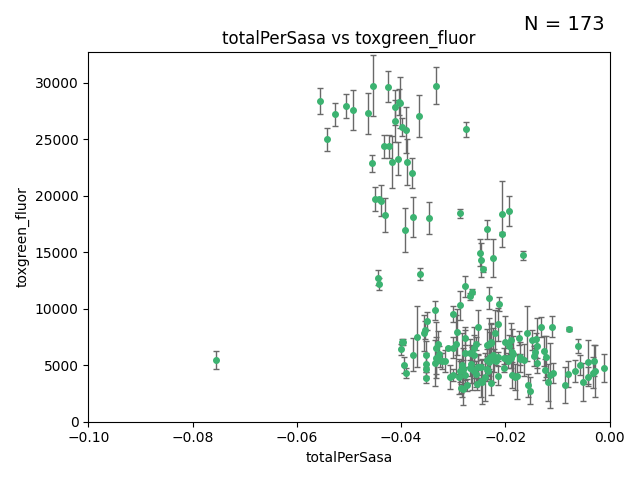 N = 173
totalPerSasa vs toxgreen_fluor
30000
25000
20000
15000
10000
5000
0
toxgreen_fluor
−0.10 −0.08 −0.06 −0.04 −0.02 0.00
totalPerSasa